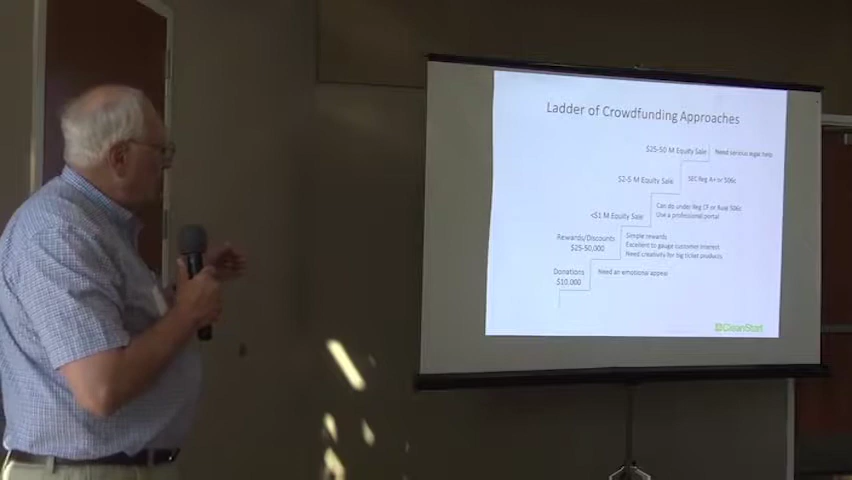 Ladder of Crowdfunding Approaches
$25-50 M Equity Sale
Need serious legal help
$2-5 M Equity Sale
SEC Reg A+ or 506c
Can do under Reg CF or Rule 506c
<$1 M Equity Sale
Use a professional portal
Rewards/Discounts
$25-50,000
Simple rewards
Excellent to gauge customer interest
Need creativity for big ticket products
Donations
$10,000
Need an emotional appeal
CleanStart